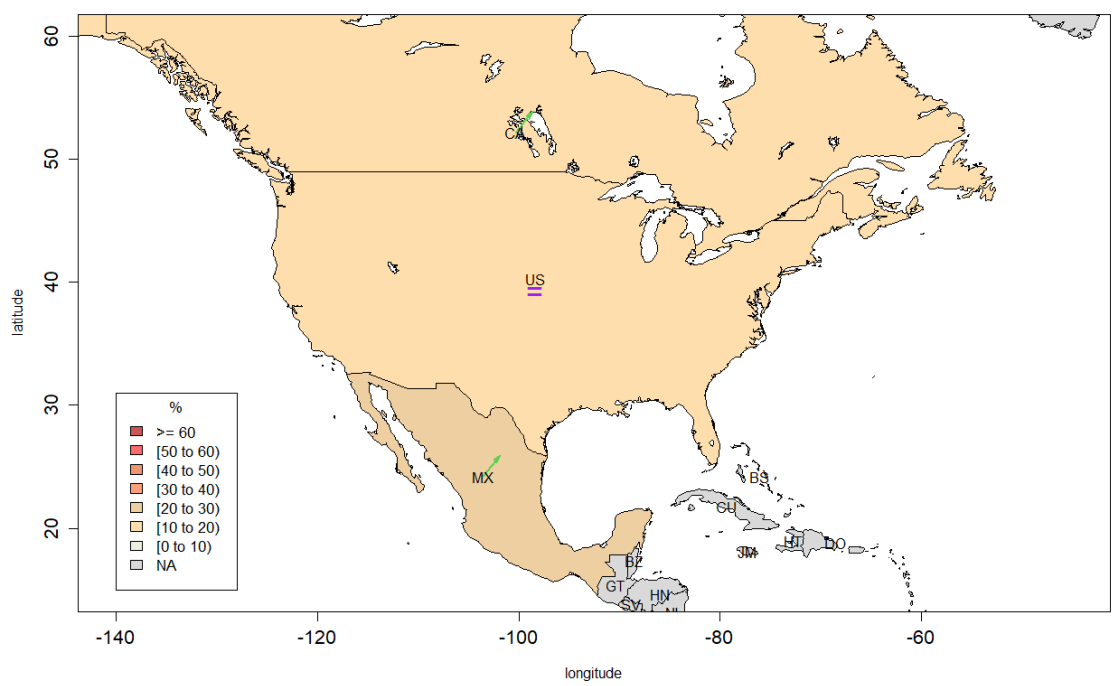 60
50
CA
40
US
latitude
30
%
>= 60
[50 to 60)
[40 to 50)
[30 to 40)
[20 to 30)
[10 to 20)
[0 to 10)
NA
MX
BS
CU
20
HT
DO
JM
BZ
GT
HN
SV
NI
-140
-120
-100
-80
-60
longitude